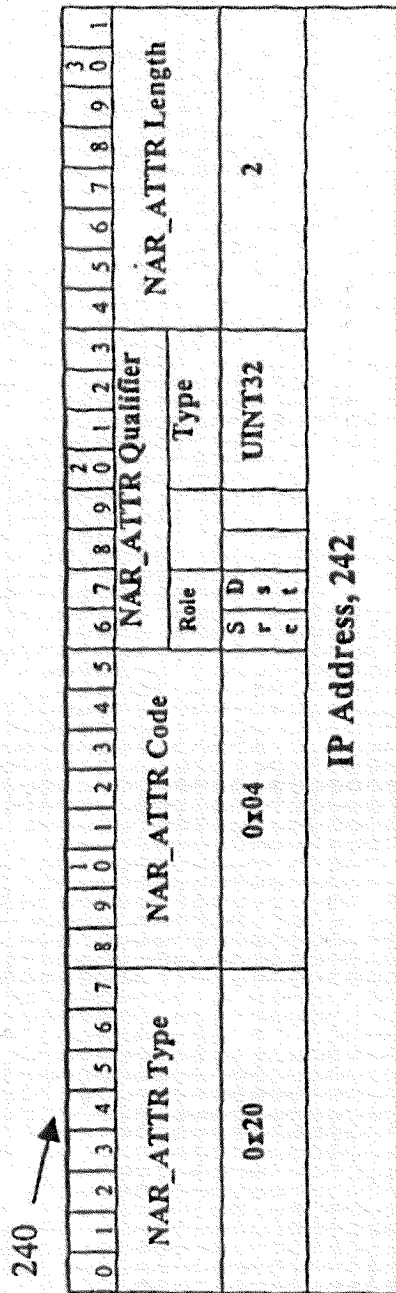 240
1 2 3
0 1 2 3 4 5 6 7 8 9 0 1 2 3 4 5 6 7 8 9 0 1 2 3 4 5 6 7 8 9 0 1
NAR_ATTR Type NAR_ATTR Code NAR_ATTR Qualifier NAR_ATTR Length
Role Type
0x20 0x04 Src Dst UINT32 2
IP Address, 242